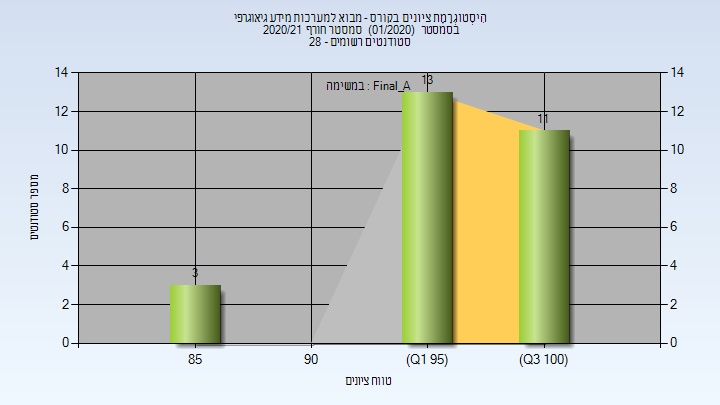 הִיסְטוֹגְרָמַת ציונים בקורס - מבוא למערכות מידע גיאוגרפי
בסמסטר (01/2020) סמסטר חורף 2020/21
סטודנטים רשומים - 28
במשימה : Final_A
14
12
10
8
6
4
2
0
14
12
10
8
6
4
2
0
מספר סטודנטים
3
13
11
85
90
(Q1 95)
(Q3 100)
טווח ציונים